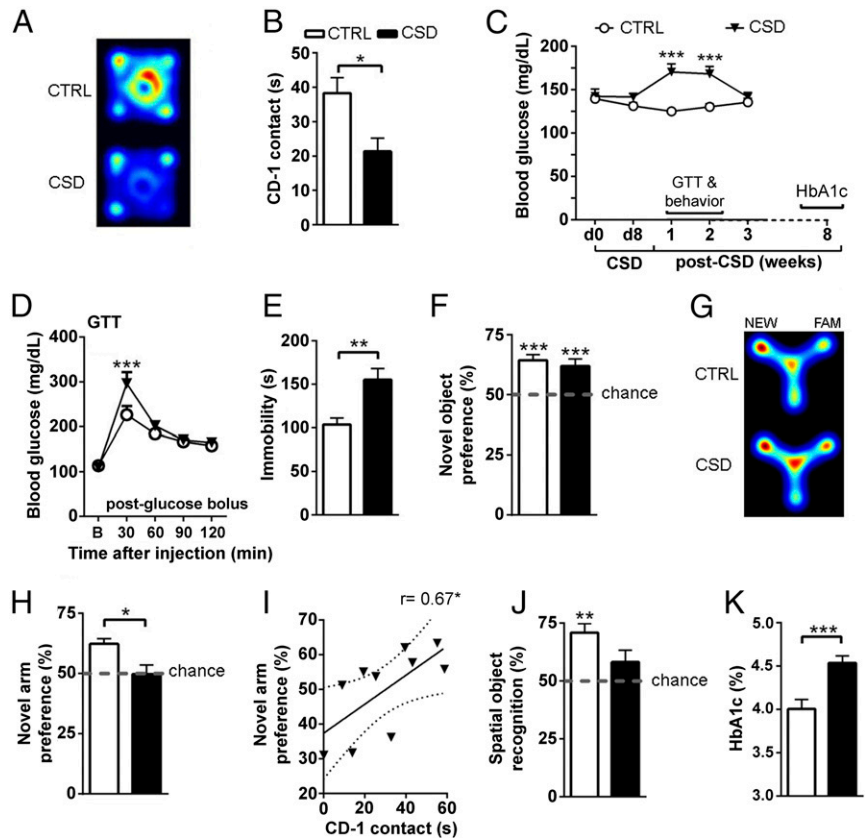 A
CTRL
CSD
B
CTRL CSD
CD-1 contact (s)
50
40
30
20
10
0
*
C
CTRL CSD
Blood glucose (mg/dL)
200
150
100
50
0
*** ***
GTT &
behavior
HbA1c
d0 d8 1 2 3 8
CSD post-CSD (weeks)
D
GTT
Blood glucose (mg/dL)
400
300
200
100
0
***
post-glucose bolus
B 30 60 90 120
Time after injection (min)
E
Immobility (s)
200
150
100
50
0
**
F
Novel object
preference (%)
75
50
25
0
*** ***
chance
G
NEW FAM
CTRL
CSD
H
Novel arm
preference (%)
75
50
25
0
*
chance
I
r= 0.67*
Novel arm
preference (%)
70
60
50
40
30
20
0 20 40 60
CD-1 contact (s)
J
Spatial object
recognition (%)
75
50
25
0
**
chance
K
HbA1c (%)
5.0
4.5
4.0
3.5
3.0
***